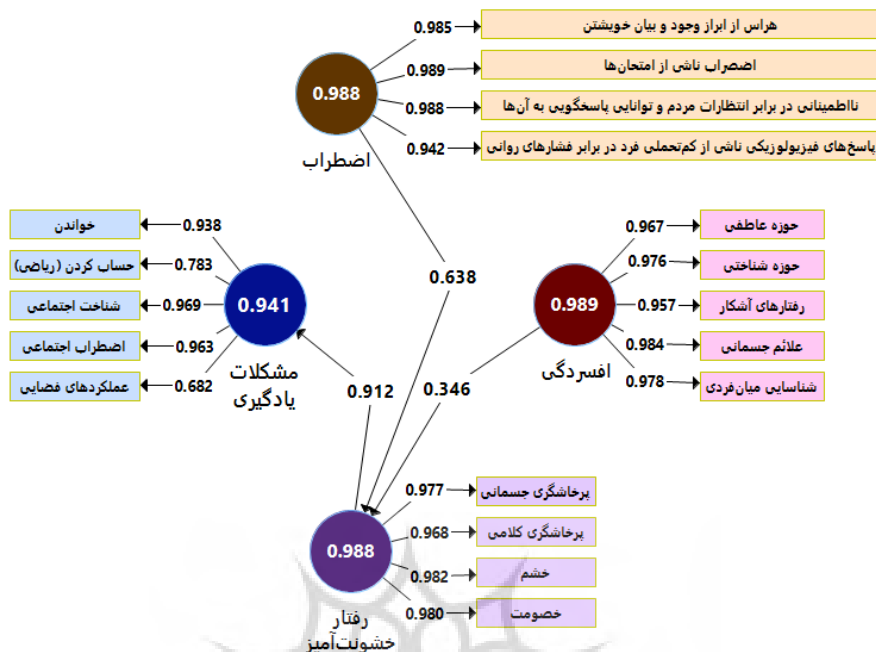 0.985
هراس از ابراز وجود و بیان خویشتن
0.989
اضصراب ناشی از امتحان‌ها
0.988
0.988
نااطمینانی در برابر انتظارات مردم و توانایی پاسخگویی به آن‌ها
0.942
پاسخ‌های فیزیولوزیکی ناشی از کم‌تحملی فرد در برابر فشارهای روانی
اضطراب
خواندن
0.938
حساب کردن (ریاضی)
0.783
شناخت اجتماعی
0.969
اضطراب اجتماعی
0.963
عملکردهای فضایی
0.682
0.941
مشکلات
یادگیری
0.638
0.967
حوزه عاطفی
0.976
حوزه شناختی
0.989
0.957
رفتارهای آشکار
0.984
علائم جسمانی
0.978
شناسایی میان‌فردی
افسردگی
0.912
0.346
0.977
پرخاشگری جسمانی
0.968
پرخاشگری کلامی
0.988
0.982
خشم
0.980
خصومت
رفتار
خشونت‌آمیز